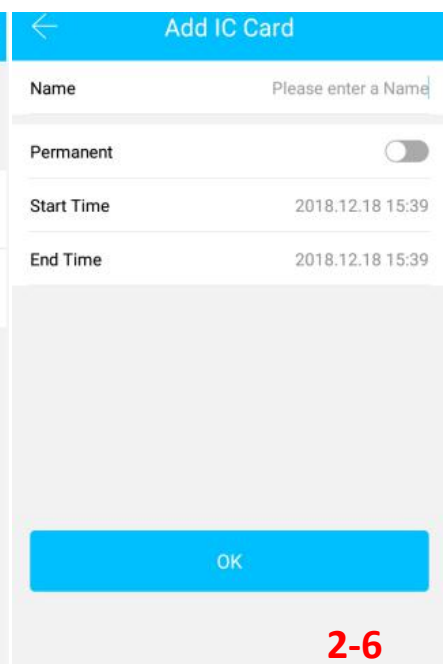 Add IC Card
Name Please enter a Name
Permanent
Start Time 2018.12.18 15:39
End Time 2018.12.18 15:39
OK
2-6